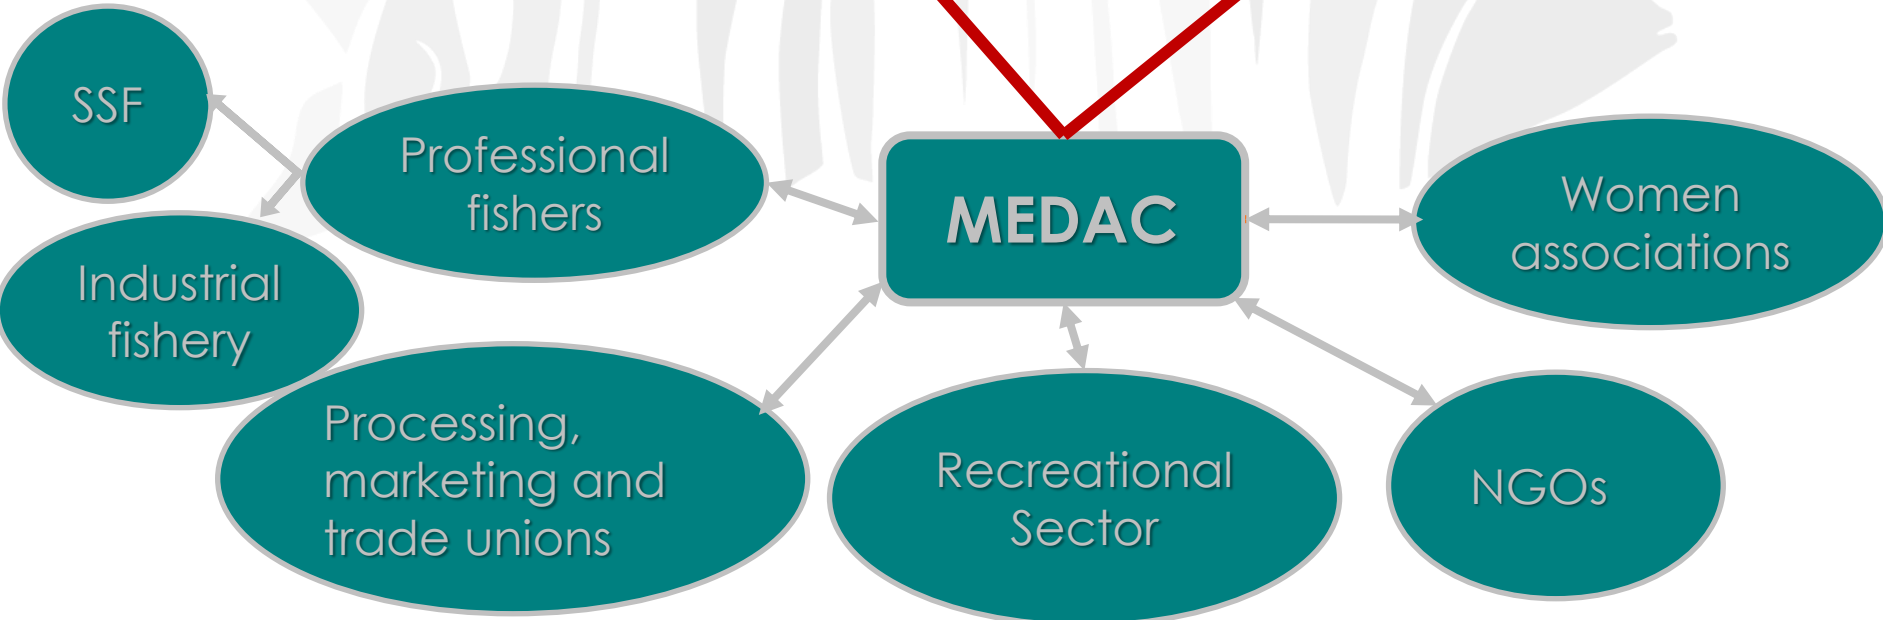 SSF
Professional
fishers
MEDAC
Women
associations
Industrial
fishery
Processing,
marketing and
trade unions
Recreational
Sector
NGOs